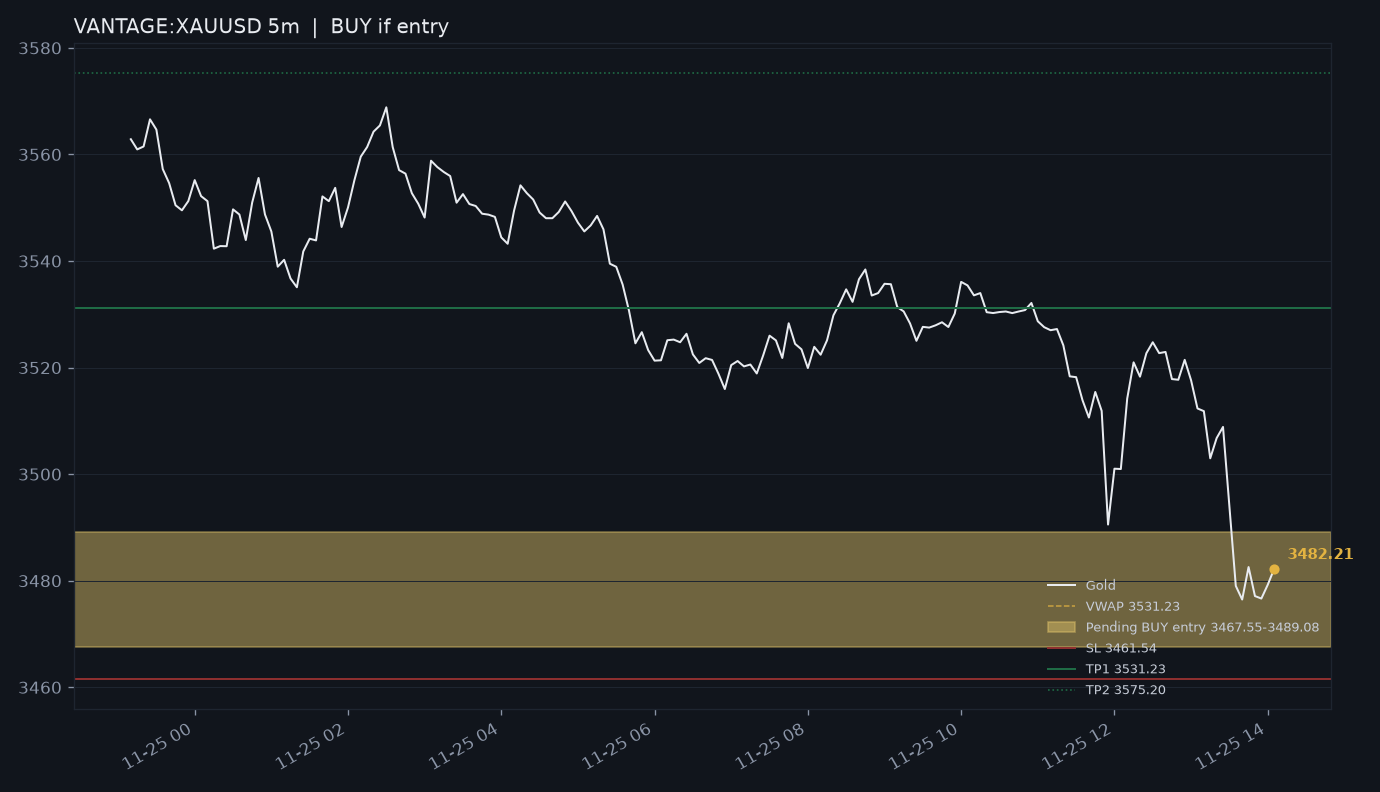 VANTAGE:XAUUSD 5m | BUY if entry
3580
3560
3540
3520
3500
3480
3460
3482.21
Gold
VWAP 3531.23
Pending BUY entry 3467.55-3489.08
SL 3461.54
TP1 3531.23
TP2 3575.20
11-25 00
11-25 02
11-25 04
11-25 06
11-25 08
11-25 10
11-25 12
11-25 14